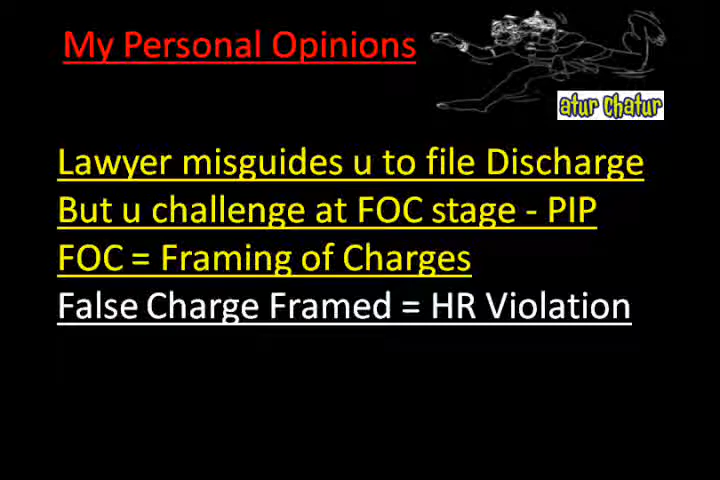 My Personal Opinions
atur chatur
Lawyer misguides u to file Discharge
But u challenge at FOC stage - PIP
FOC = Framing of Charges
False Charge Framed = HR Violation